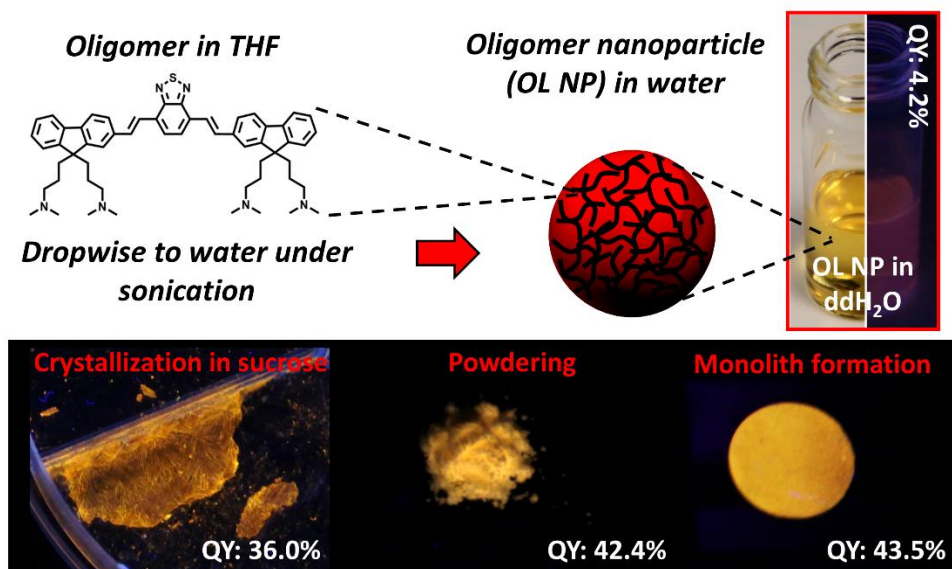 Oligomer in THF
Oligomer nanoparticle
(OL NP) in water
QY: 4.2%
S
N N
N N N N
Dropwise to water under
sonication
OL NP in
ddH₂O
Crystallization in sucrose
Powdering
Monolith formation
QY: 36.0%
QY: 42.4%
QY: 43.5%